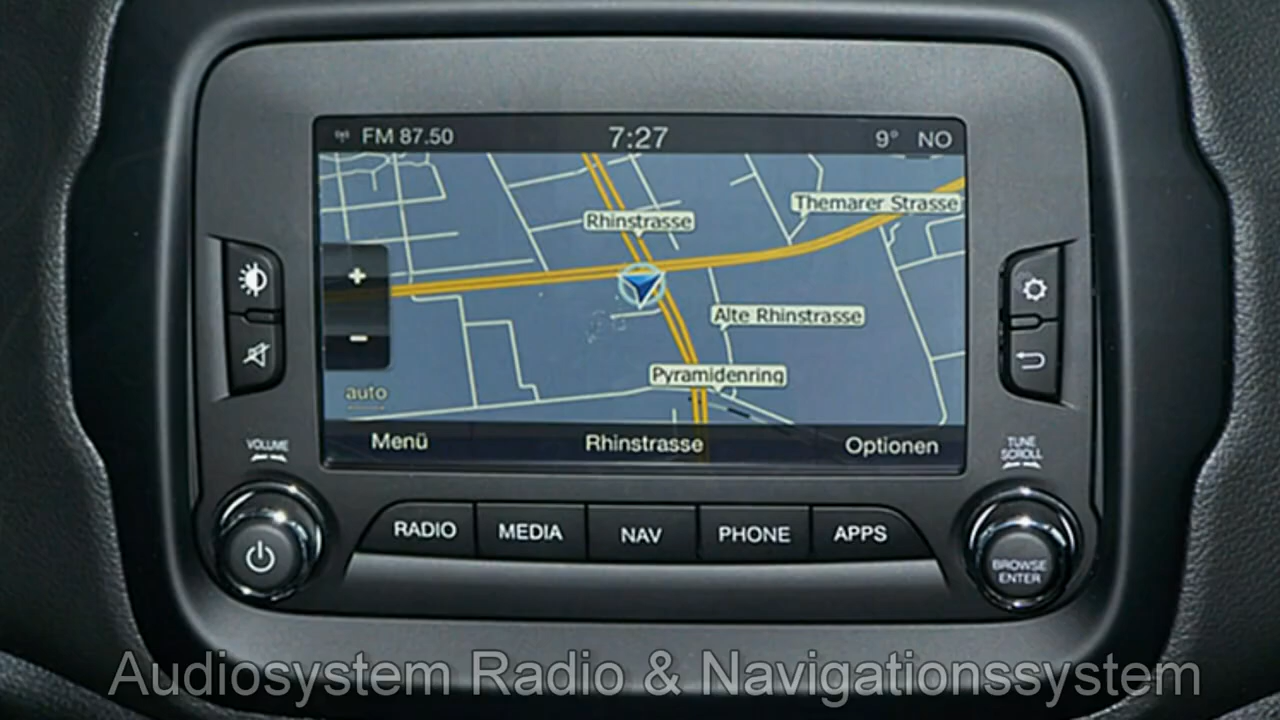 FM 87.50 7:27 9° NO
Themarer Strasse
Rhinstrasse
+
Alte Rhinstrasse
−
Pyramidenring
auto
Menü Rhinstrasse Optionen
VOLUME
TUNE
SCROLL
RADIO MEDIA NAV PHONE APPS
BROWSE
ENTER
Audiosystem Radio & Navigationssystem